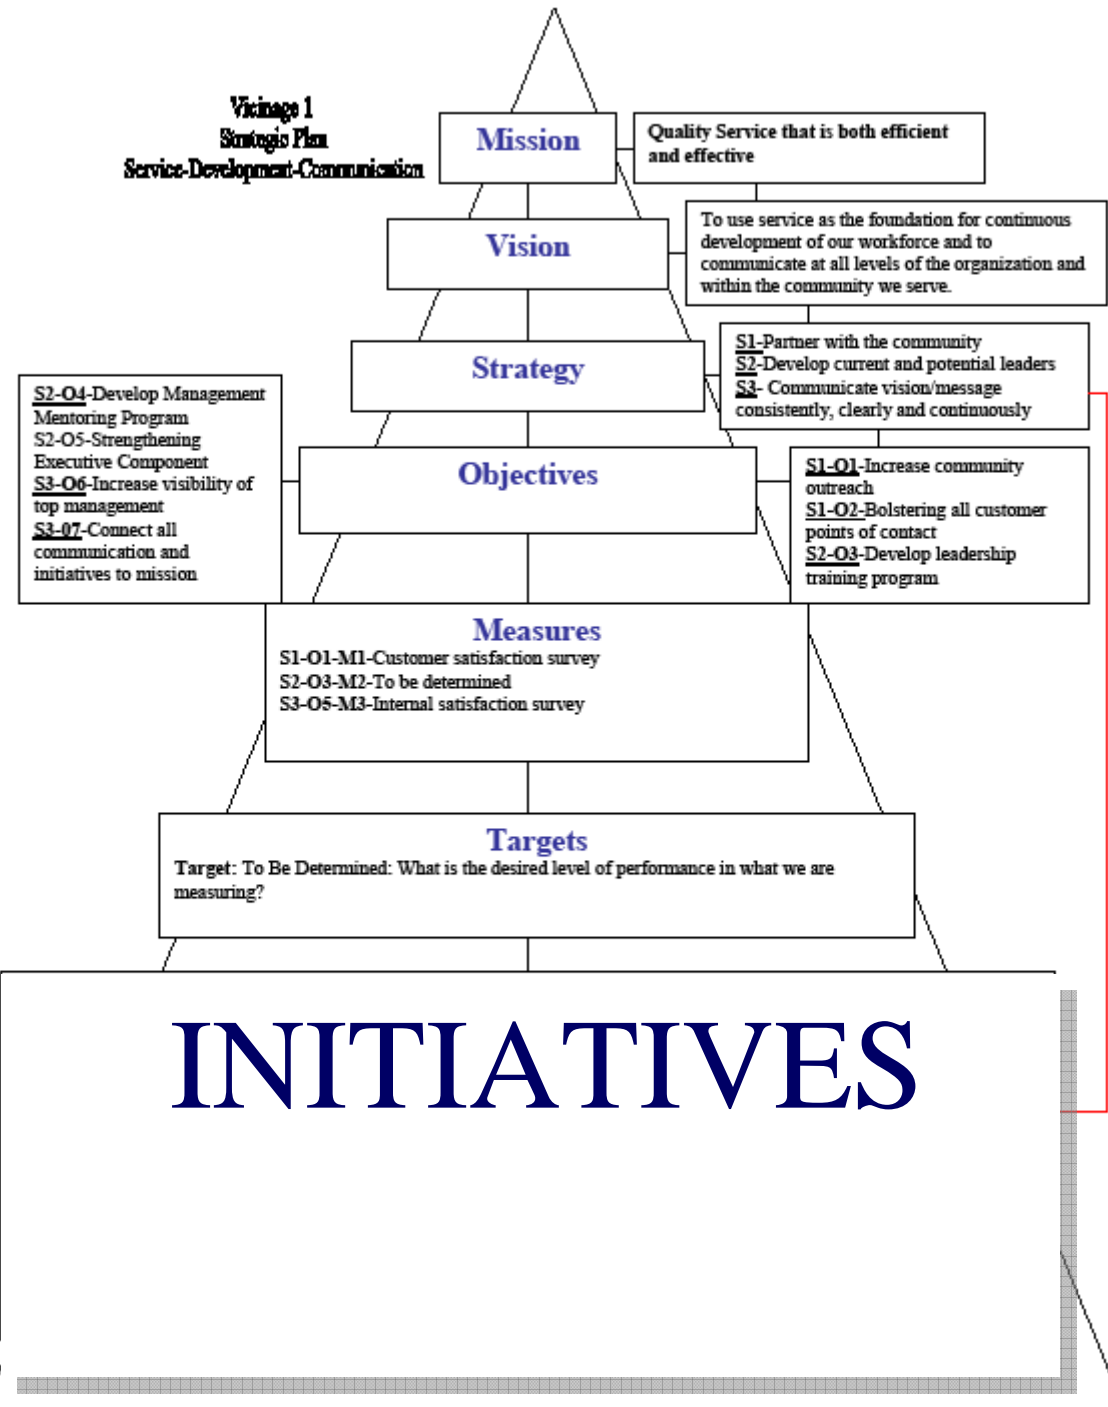 Vicinage 1
Strategic Plan
Service-Development-Communication
Mission
Quality Service that is both efficient
and effective
Vision
To use service as the foundation for continuous
development of our workforce and to
communicate at all levels of the organization and
within the community we serve.
Strategy
S1-Partner with the community
S2-Develop current and potential leaders
S3- Communicate vision/message
consistently, clearly and continuously
S2-O4-Develop Management
Mentoring Program
S2-O5-Strengthening
Executive Component
S3-O6-Increase visibility of
top management
S3-07-Connect all
communication and
initiatives to mission
Objectives
S1-O1-Increase community
outreach
S1-O2-Bolstering all customer
points of contact
S2-O3-Develop leadership
training program
Measures
S1-O1-M1-Customer satisfaction survey
S2-O3-M2-To be determined
S3-O5-M3-Internal satisfaction survey
Targets
Target: To Be Determined: What is the desired level of performance in what we are
measuring?
INITIATIVES